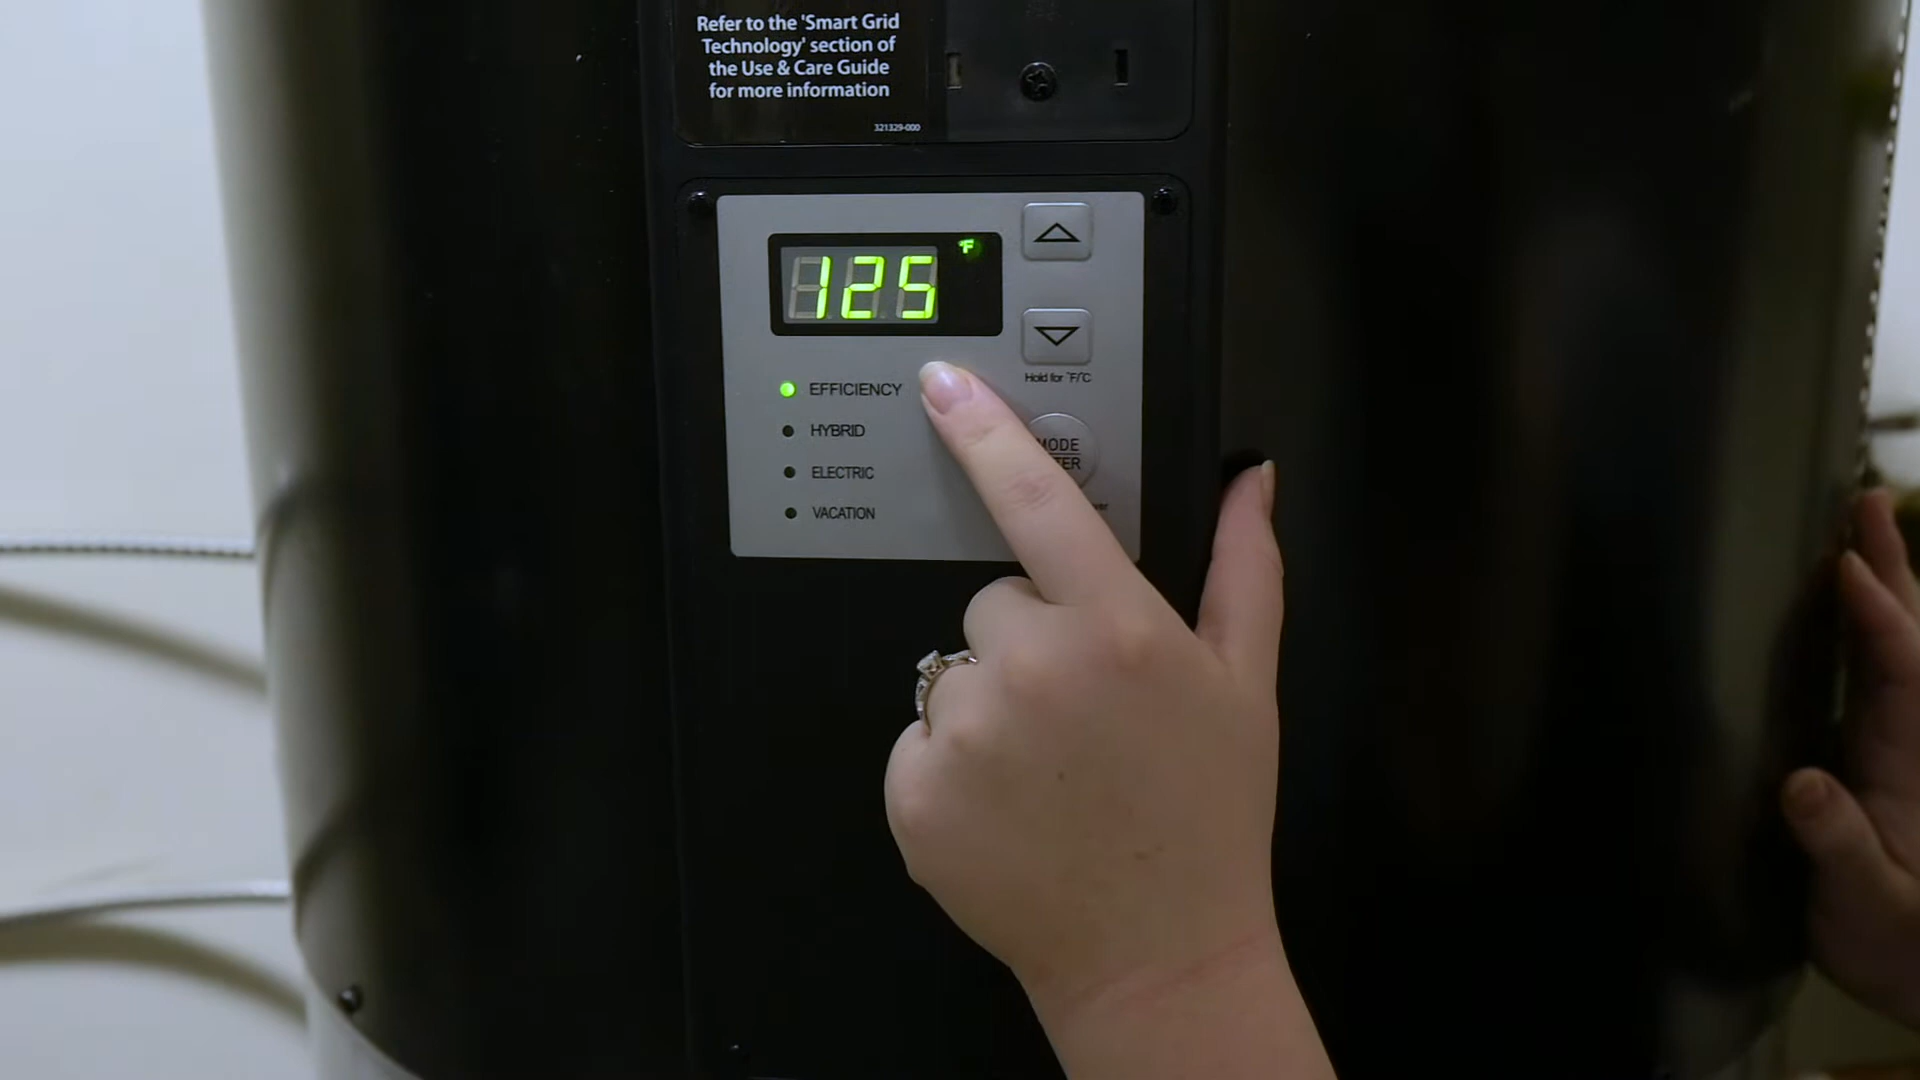 Refer to the 'Smart Grid
Technology' section of
the Use & Care Guide
for more information
321329-000
°F
125
Hold for °F/°C
EFFICIENCY
HYBRID
MODE
ELECTRIC
VACATION